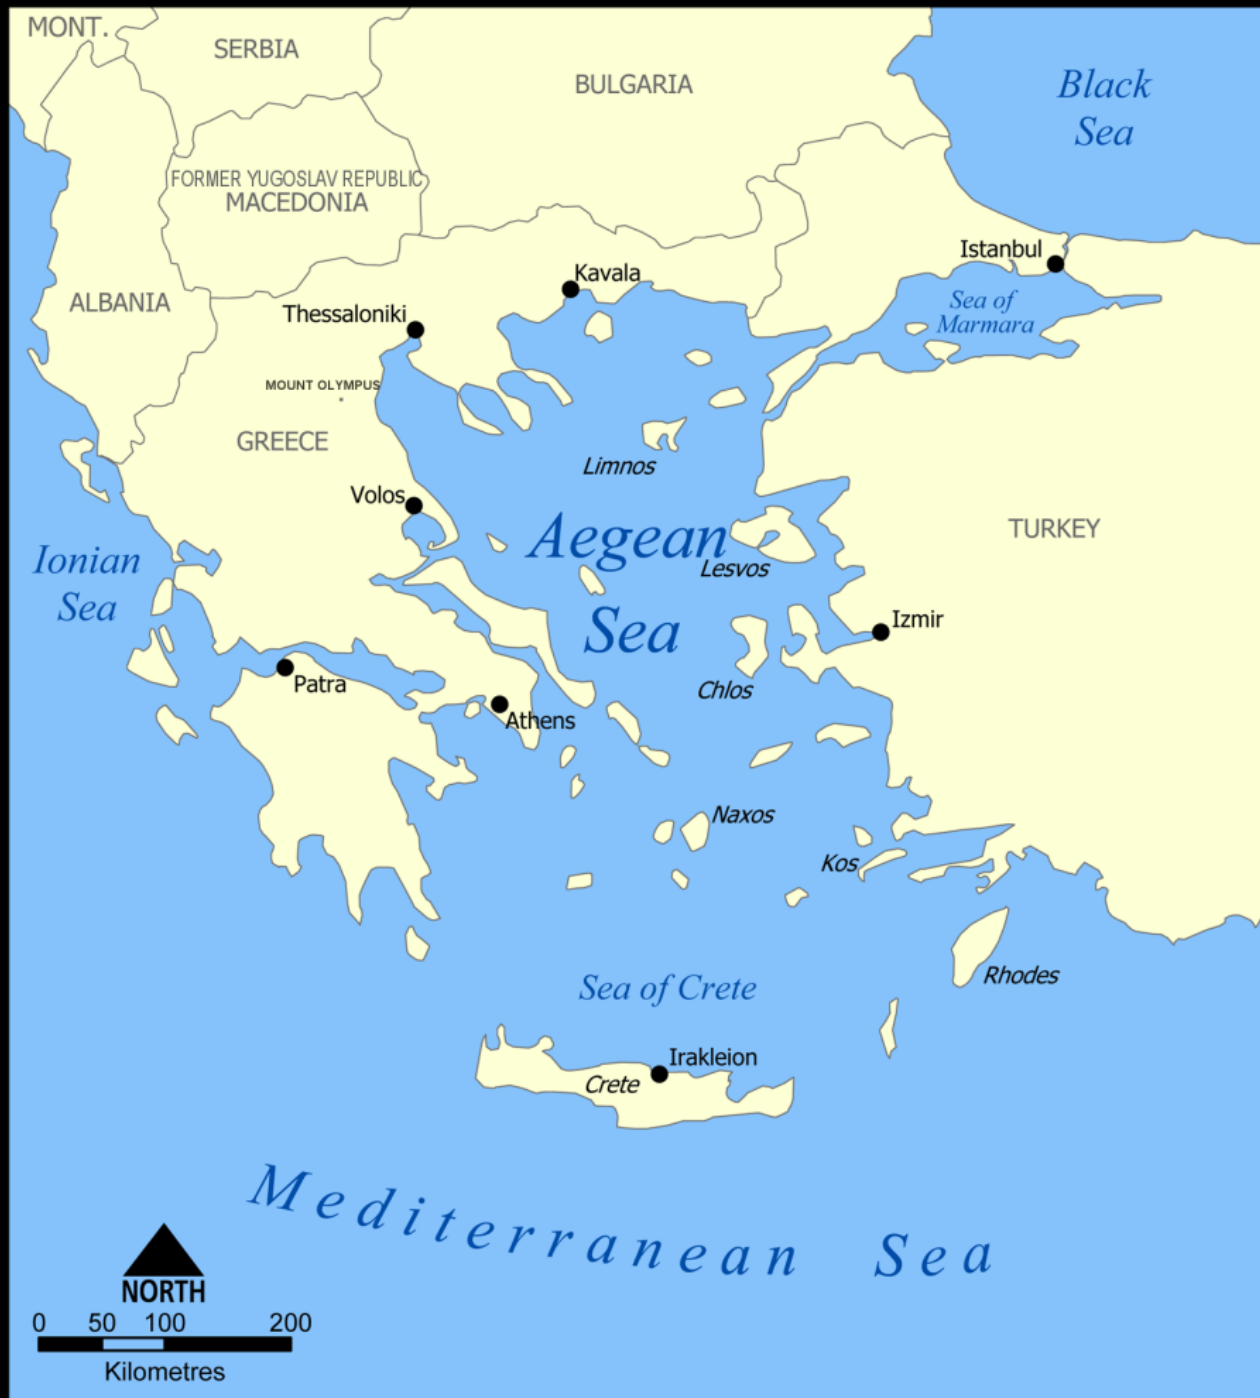 MONT.
SERBIA
BULGARIA
Black
Sea
FORMER YUGOSLAV REPUBLIC
MACEDONIA
Istanbul
Kavala
ALBANIA
Sea of
Marmara
Thessaloniki
MOUNT OLYMPUS
GREECE
Limnos
Volos
Aegean
Sea
TURKEY
Ionian
Sea
Lesvos
Izmir
Patra
Chlos
Athens
Naxos
Kos
Rhodes
Sea of Crete
Irakleion
Crete
Mediterranean Sea
NORTH
0 50 100 200
Kilometres